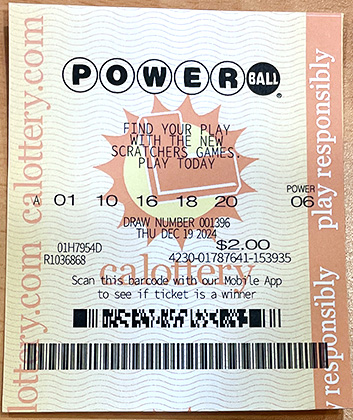 POWERBALL®
FIND YOUR PLAY
WITH THE NEW
SCRATCHERS GAMES.
PLAY TODAY
POWER
A 01 10 16 18 20 06
DRAW NUMBER 001396
THU DEC 19 2024
01H7954D $2.00
R1036868 4230-01787641-153935
calottery
Scan this barcode with our Mobile App
to see if ticket is a winner
calottery.com calottery.com
play responsibly
responsibly